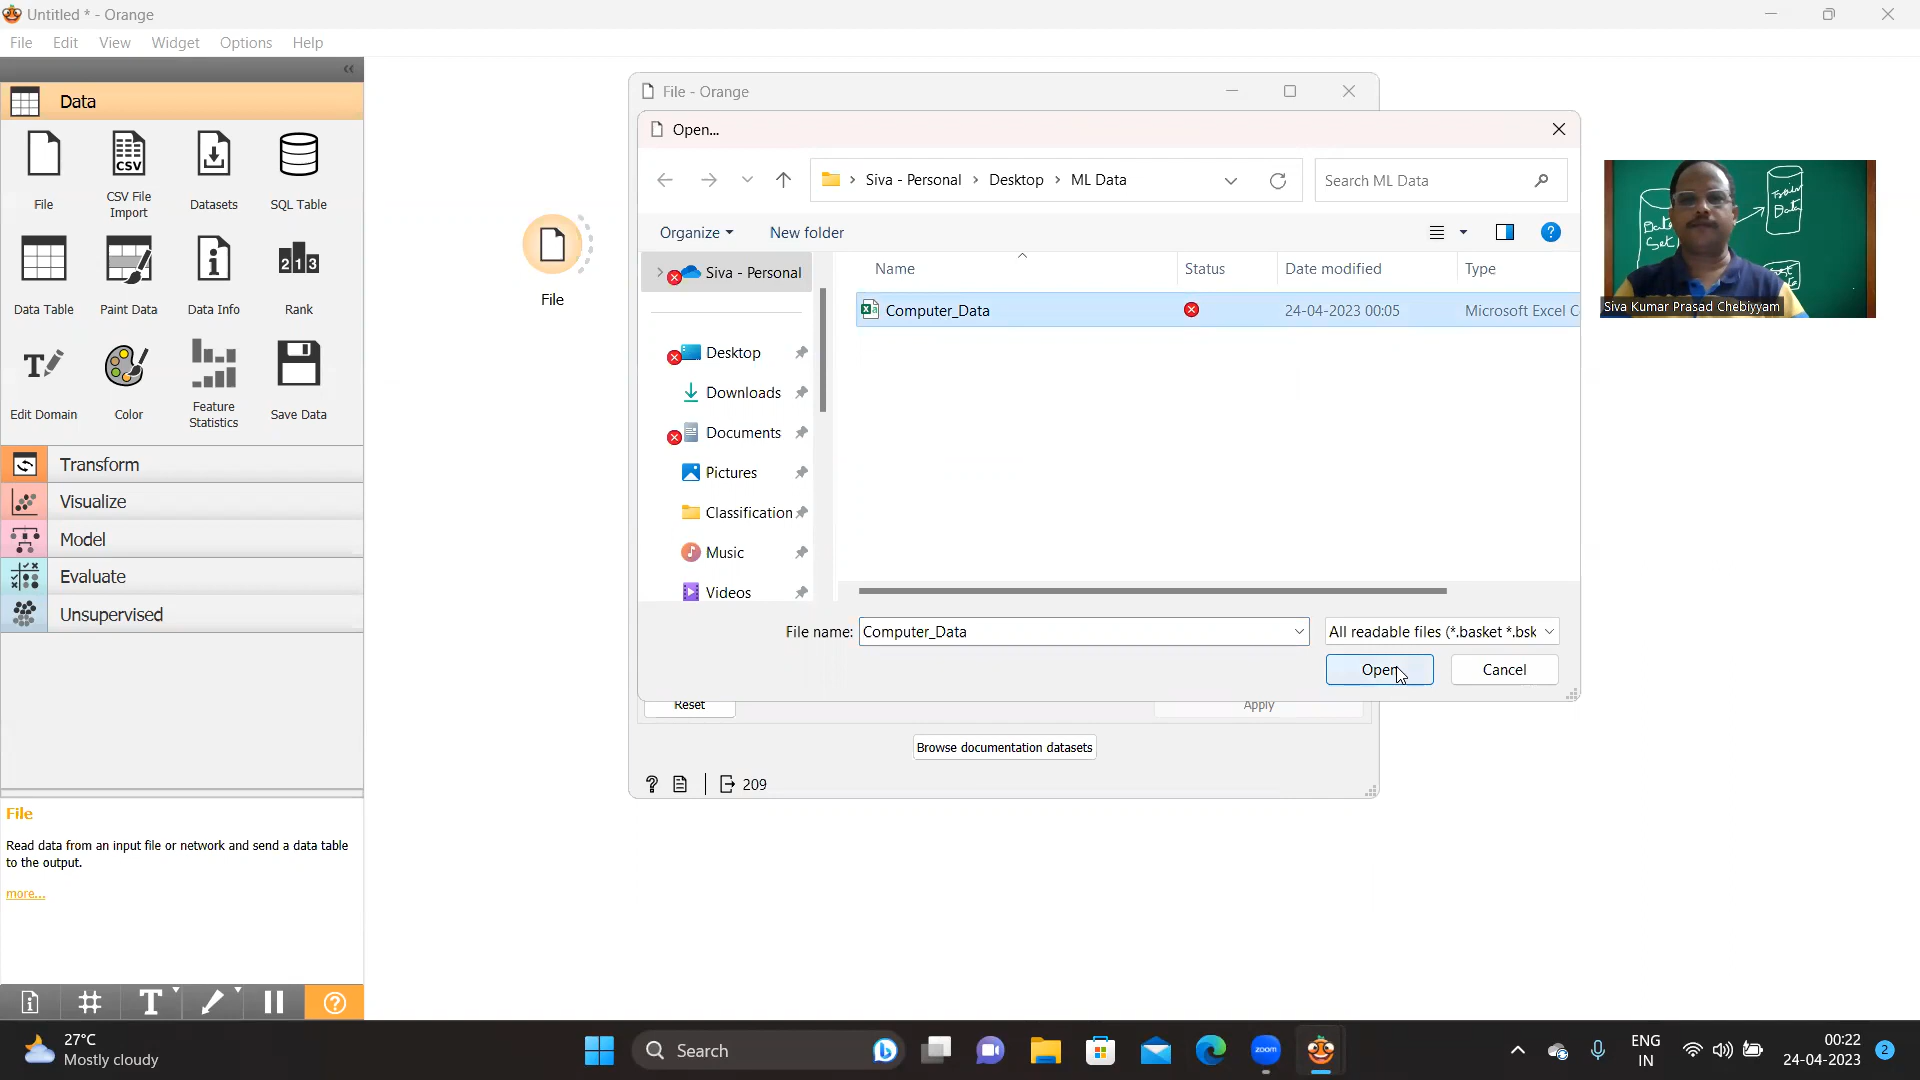 Untitled * - Orange
File Edit View Widget Options Help
Data
File
CSV File Import
Datasets
SQL Table
Data Table
Paint Data
Data Info
Rank
Edit Domain
Color
Feature Statistics
Save Data
Transform
Visualize
Model
Evaluate
Unsupervised
File
Read data from an input file or network and send a data table
to the output.
more...
File
File - Orange
Open...
Siva - Personal > Desktop > ML Data
Search ML Data
Organize New folder
Name Status Date modified Type
Computer_Data 24-04-2023 00:05 Microsoft Excel C
Siva - Personal
Desktop
Downloads
Documents
Pictures
Classification
Music
Videos
File name: Computer_Data
All readable files (*.basket *.bsk
Open Cancel
Reset Apply
Browse documentation datasets
? 209
Data
Set
Data
Siva Kumar Prasad Chebiyyam
27°C
Mostly cloudy
Search
zoom
ENG
IN
00:22
24-04-2023
2